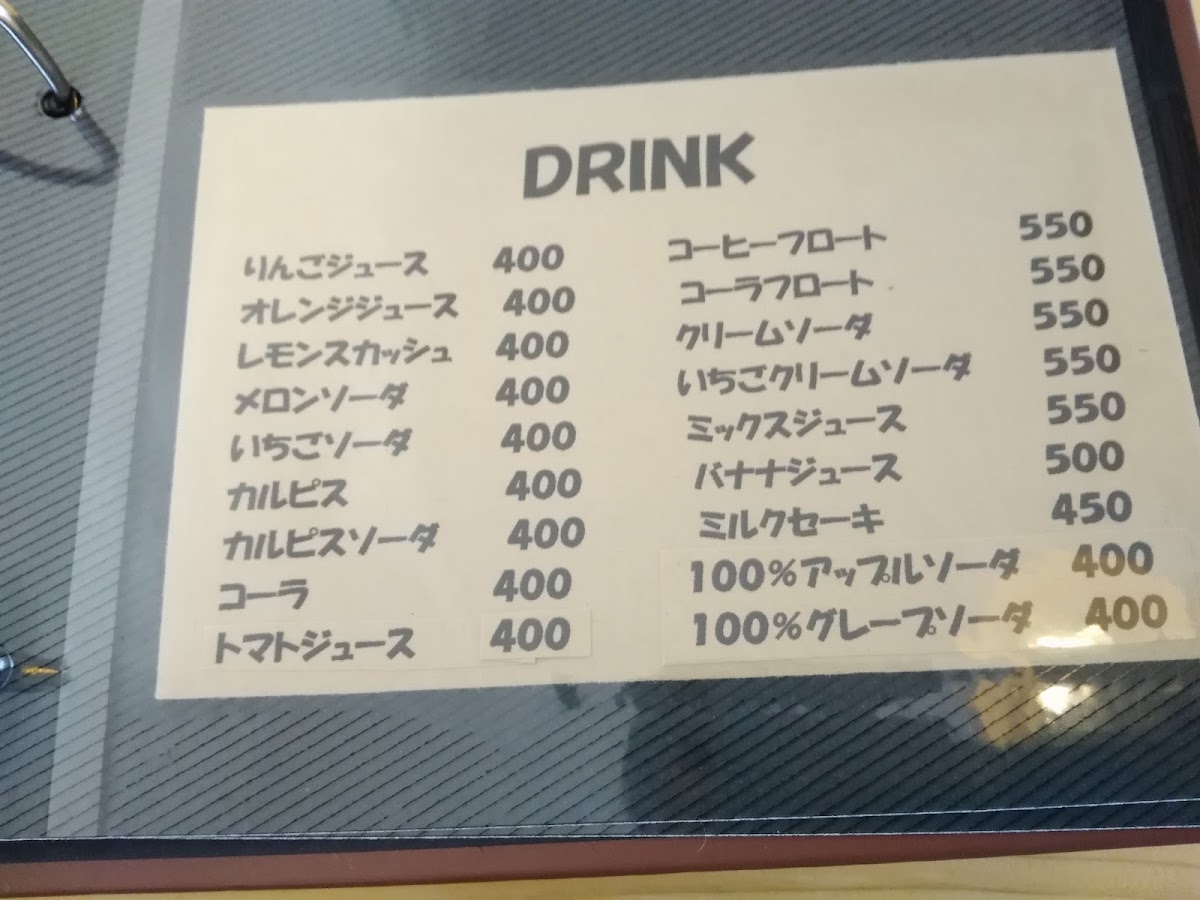 DRINK
りんごジュース 400
オレンジジュース 400
レモンスカッシュ 400
メロンソーダ 400
いちごソーダ 400
カルピス 400
カルピスソーダ 400
コーラ 400
トマトジュース 400
コーヒーフロート 550
コーラフロート 550
クリームソーダ 550
いちごクリームソーダ 550
ミックスジュース 550
バナナジュース 500
ミルクセーキ 450
100%アップルソーダ 400
100%グレープソーダ 400